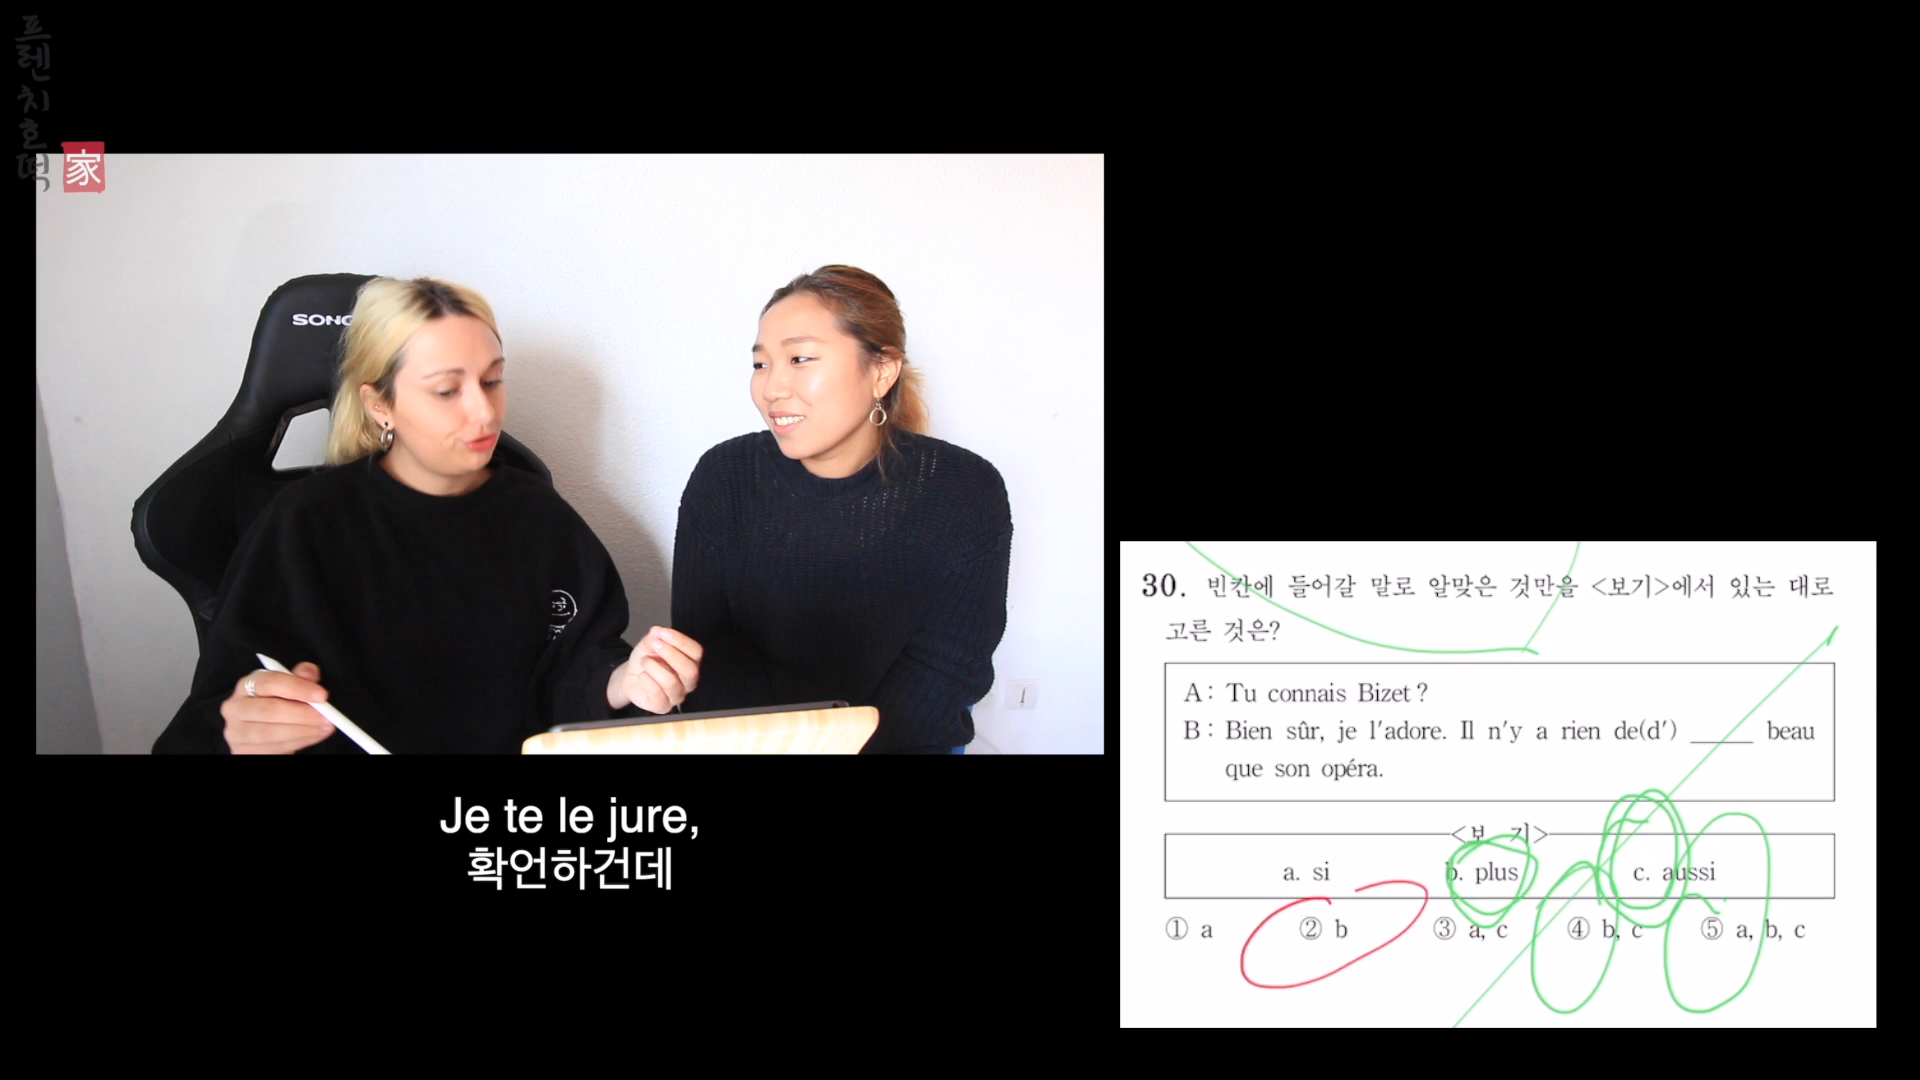 프렌치호떡
家
SONG
Je te le jure,
확언하건데
30. 빈칸에 들어갈 말로 알맞은 것만을 <보기>에서 있는 대로
고른 것은?
A : Tu connais Bizet ?
B : Bien sûr, je l'adore. Il n'y a rien de(d') _____ beau
que son opéra.
<보 기>
a. si b. plus c. aussi
① a ② b ③ a, c ④ b, c ⑤ a, b, c